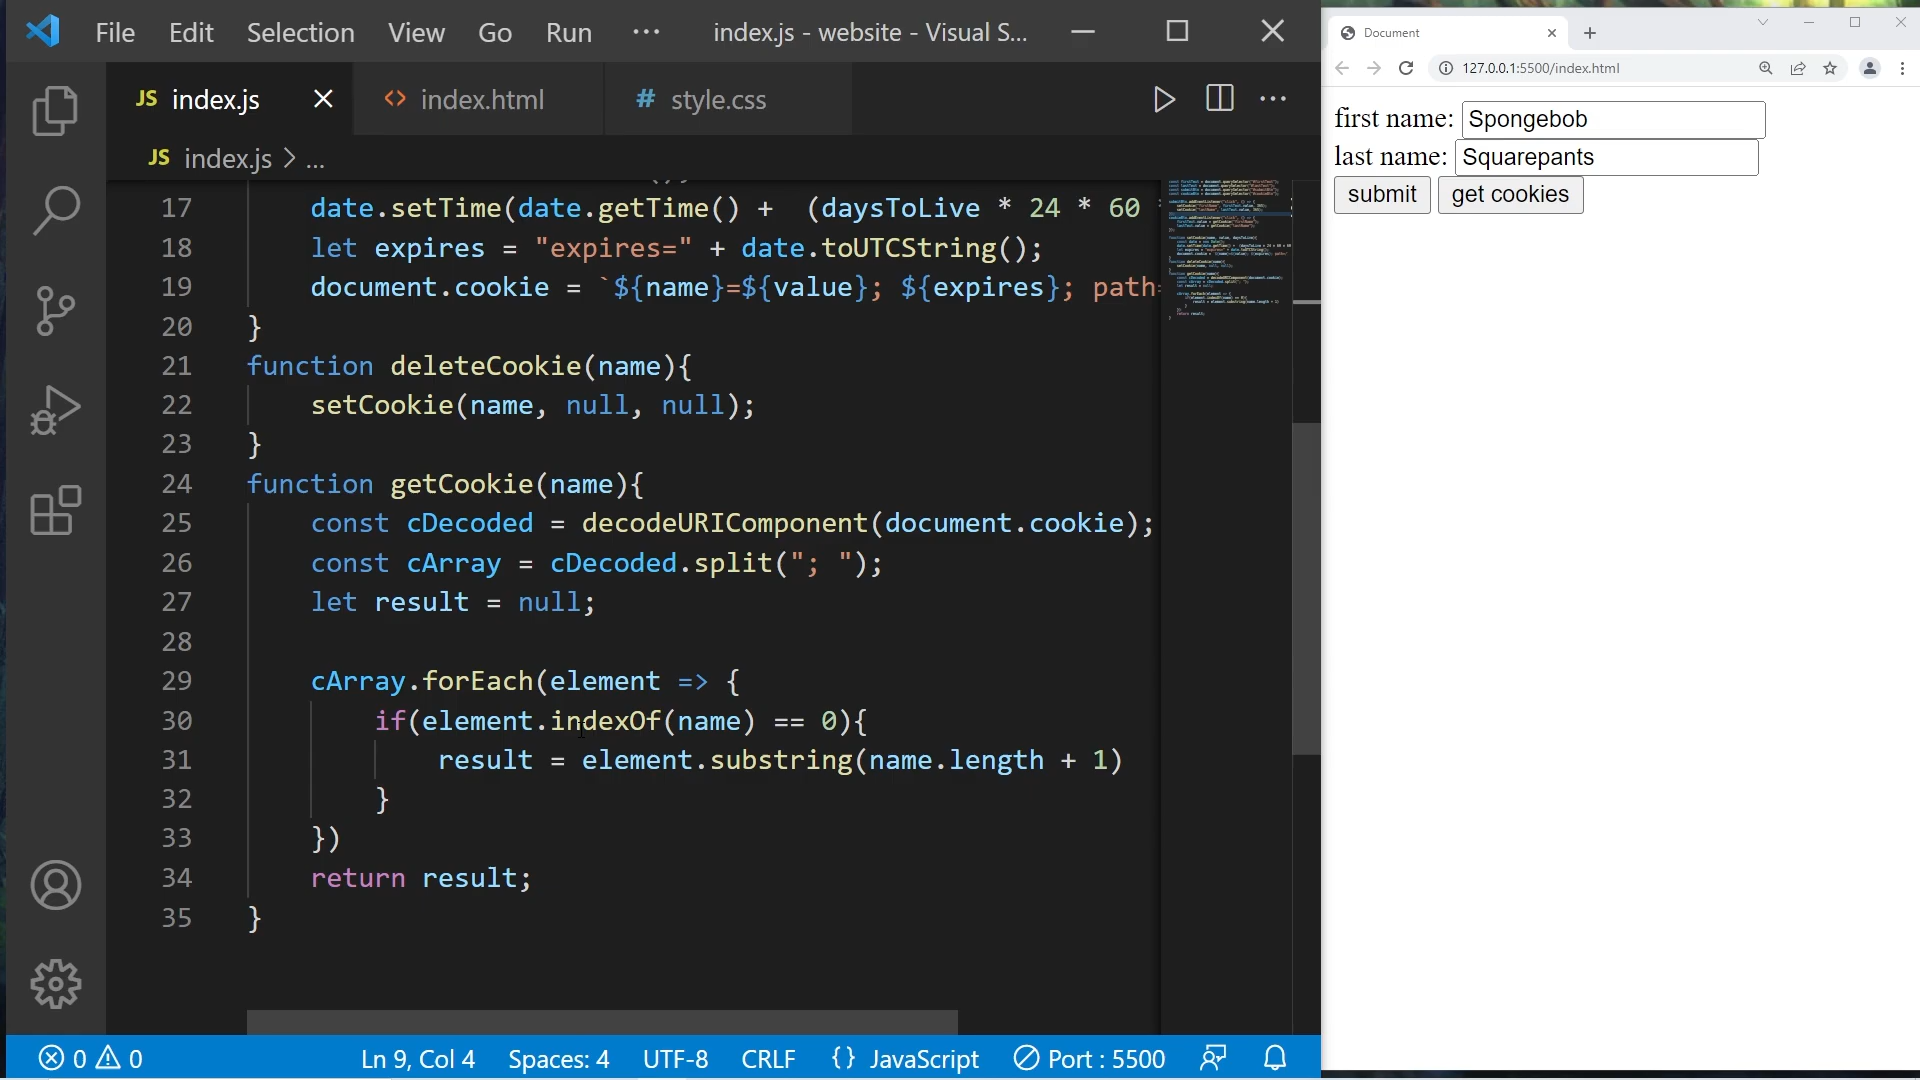 File Edit Selection View Go Run ··· index.js - website - Visual S...
JS index.js <> index.html # style.css
JS index.js > ...
17 date.setTime(date.getTime() + (daysToLive * 24 * 60
18 let expires = "expires=" + date.toUTCString();
19 document.cookie = `${name}=${value}; ${expires}; path=
20 }
21 function deleteCookie(name){
22 setCookie(name, null, null);
23 }
24 function getCookie(name){
25 const cDecoded = decodeURIComponent(document.cookie);
26 const cArray = cDecoded.split("; ");
27 let result = null;
28
29 cArray.forEach(element => {
30 if(element.indexOf(name) == 0){
31 result = element.substring(name.length + 1)
32 }
33 })
34 return result;
35 }
0 0 Ln 9, Col 4 Spaces: 4 UTF-8 CRLF {} JavaScript Port : 5500
Document
127.0.0.1:5500/index.html
first name: Spongebob
last name: Squarepants
submit get cookies